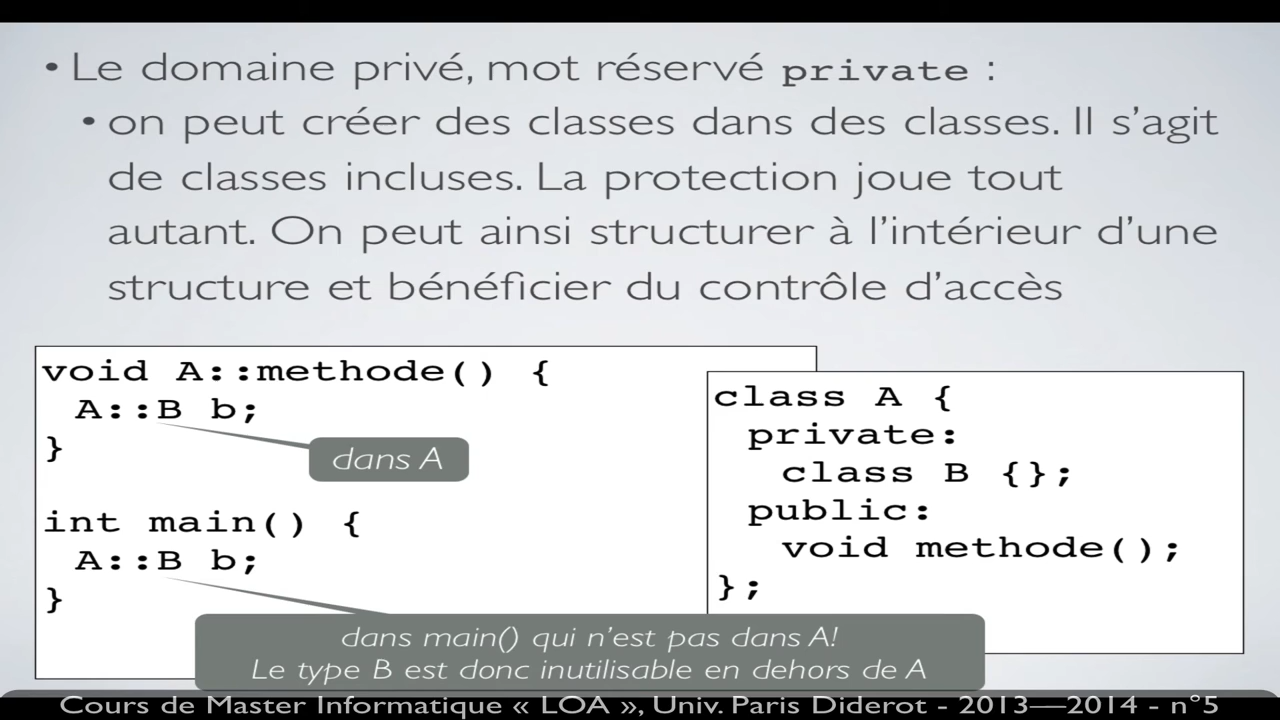 • Le domaine privé, mot réservé private :
• on peut créer des classes dans des classes. Il s’agit
de classes incluses. La protection joue tout
autant. On peut ainsi structurer à l’intérieur d’une
structure et bénéficier du contrôle d’accès
void A::methode() {
A::B b;
}
dans A
int main() {
A::B b;
}
dans main() qui n’est pas dans A!
Le type B est donc inutilisable en dehors de A
class A {
private:
class B {};
public:
void methode();
};
Cours de Master Informatique « LOA », Univ. Paris Diderot - 2013—2014 - n°5